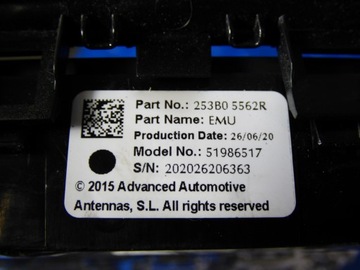 Part No.: 253B0 5562R
Part Name: EMU
Production Date: 26/06/20
Model No.: 51986517
S/N: 202026206363
© 2015 Advanced Automotive
Antennas, S.L. All rights reserved